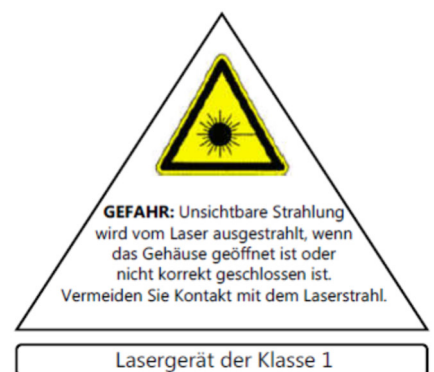 GEFAHR: Unsichtbare Strahlung
wird vom Laser ausgestrahlt, wenn
das Gehäuse geöffnet ist oder
nicht korrekt geschlossen ist.
Vermeiden Sie Kontakt mit dem Laserstrahl.
Lasergerät der Klasse 1